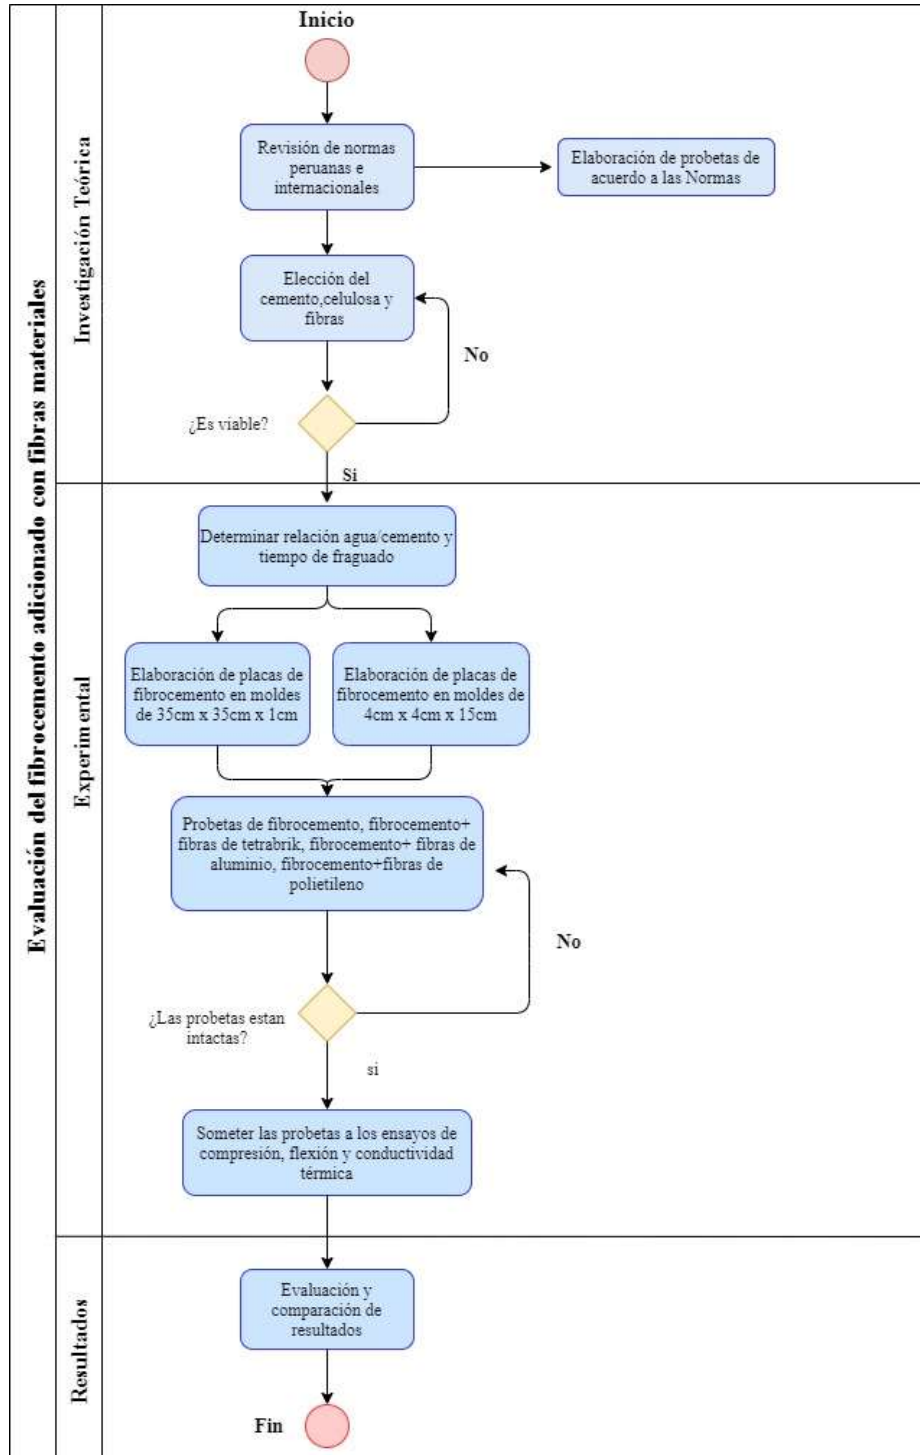 Evaluación del fibrocemento adicionado con fibras materiales
Investigación Teórica
Inicio
Revisión de normas
peruanas e
internacionales
Elaboración de probetas de
acuerdo a las Normas
Elección del
cemento,celulosa y
fibras
No
¿Es viable?
Si
Experimental
Determinar relación agua/cemento y
tiempo de fraguado
Elaboración de placas de
fibrocemento en moldes
de 35cm x 35cm x 1cm
Elaboración de placas de
fibrocemento en moldes de
4cm x 4cm x 15cm
Probetas de fibrocemento, fibrocemento+
fibras de tetrabrik, fibrocemento+ fibras de
aluminio, fibrocemento+fibras de
polietileno
No
¿Las probetas estan
intactas?
si
Someter las probetas a los ensayos de
compresión, flexión y conductividad
térmica
Resultados
Evaluación y
comparación de
resultados
Fin